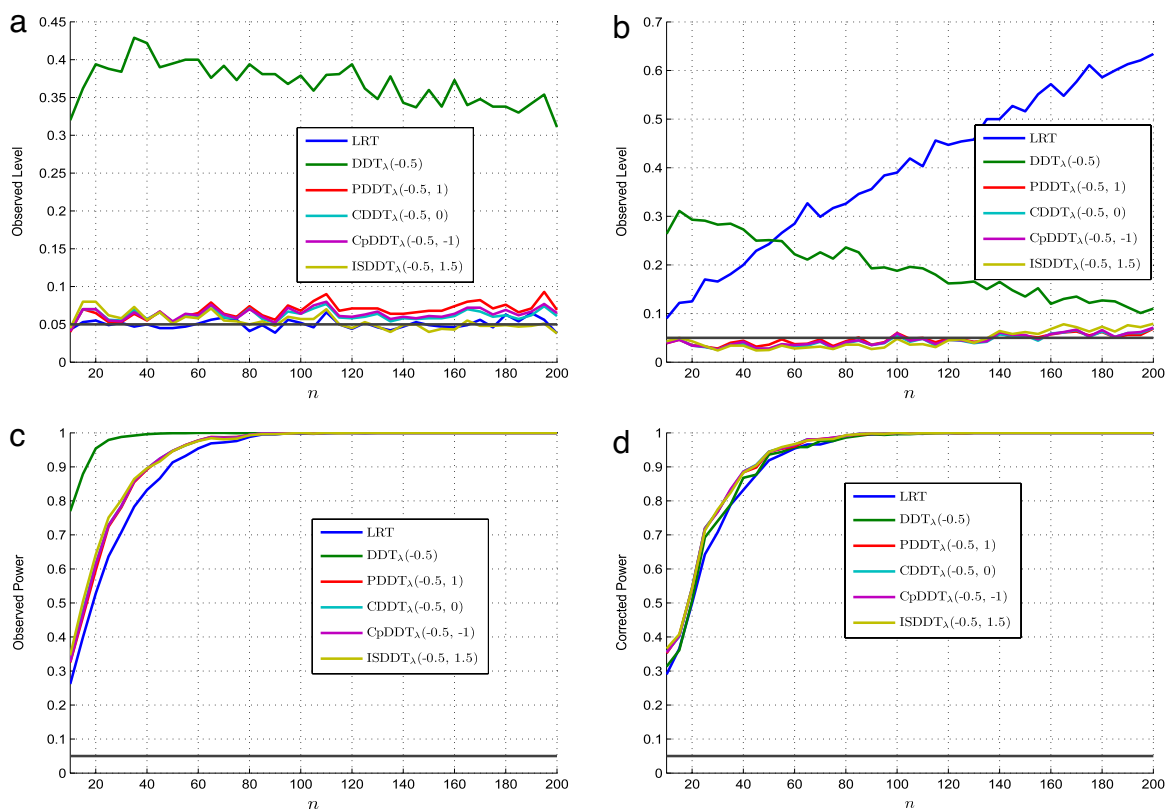 a
0.45
0.4
0.35
0.3
0.25
0.2
0.15
0.1
0.05
0
Observed Level
20 40 60 80 100 120 140 160 180 200
n
LRT
DDTλ(-0.5)
PDDTλ(-0.5, 1)
CDDTλ(-0.5, 0)
CpDDTλ(-0.5, -1)
ISDDTλ(-0.5, 1.5)
b
0.7
0.6
0.5
0.4
0.3
0.2
0.1
0
Observed Level
20 40 60 80 100 120 140 160 180 200
n
LRT
DDTλ(-0.5)
PDDTλ(-0.5, 1)
CDDTλ(-0.5, 0)
CpDDTλ(-0.5, -1)
ISDDTλ(-0.5, 1.5)
c
1
0.9
0.8
0.7
0.6
0.5
0.4
0.3
0.2
0.1
0
Observed Power
20 40 60 80 100 120 140 160 180 200
n
LRT
DDTλ(-0.5)
PDDTλ(-0.5, 1)
CDDTλ(-0.5, 0)
CpDDTλ(-0.5, -1)
ISDDTλ(-0.5, 1.5)
d
1
0.9
0.8
0.7
0.6
0.5
0.4
0.3
0.2
0.1
0
Corrected Power
20 40 60 80 100 120 140 160 180 200
n
LRT
DDTλ(-0.5)
PDDTλ(-0.5, 1)
CDDTλ(-0.5, 0)
CpDDTλ(-0.5, -1)
ISDDTλ(-0.5, 1.5)